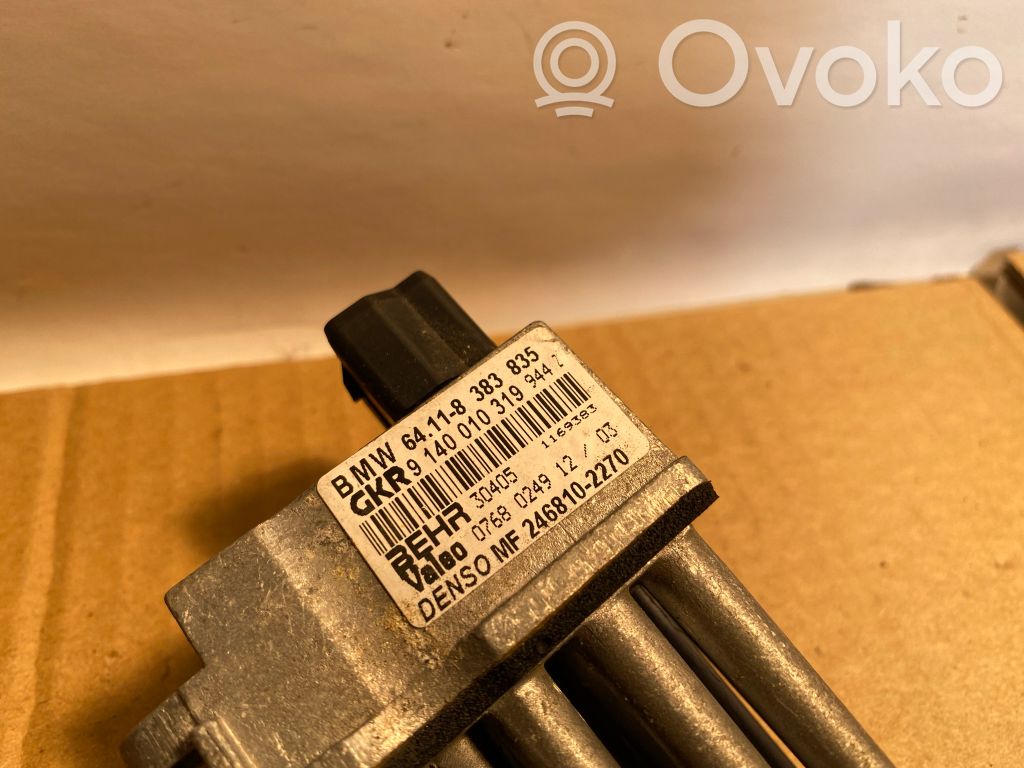 Ovoko
BMW 64.11-8 383 835
GKR 9 140 010 319 944 Z
1169383
BEHR 30405
Valeo 0768 0249 12 / 03
DENSO MF 246810-2270